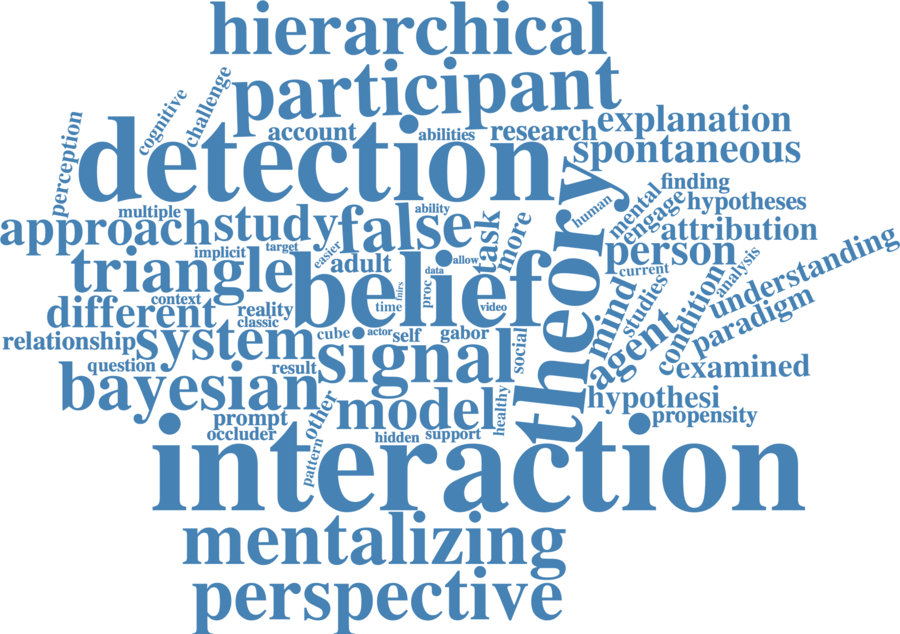 hierarchical
participant
challenge
cognitive
perception
account
abilities
research
explanation
detection
spontaneous
finding
mental
human
engage
hypotheses
multiple
ability
approach
study
false
task
more
theory
attribution
implicit
target
easier
person
understanding
triangle
adult
data
allow
belief
current
analysis
context
time
fnirs
proc
video
mind
studies
condition
different
reality
classic
paradigm
relationship
system
cube
actor
self
gabor
social
agent
question
result
signal
examined
bayesian
other
model
healthy
hypothesi
propensity
prompt
occluder
pattern
hidden
support
interaction
mentalizing
perspective